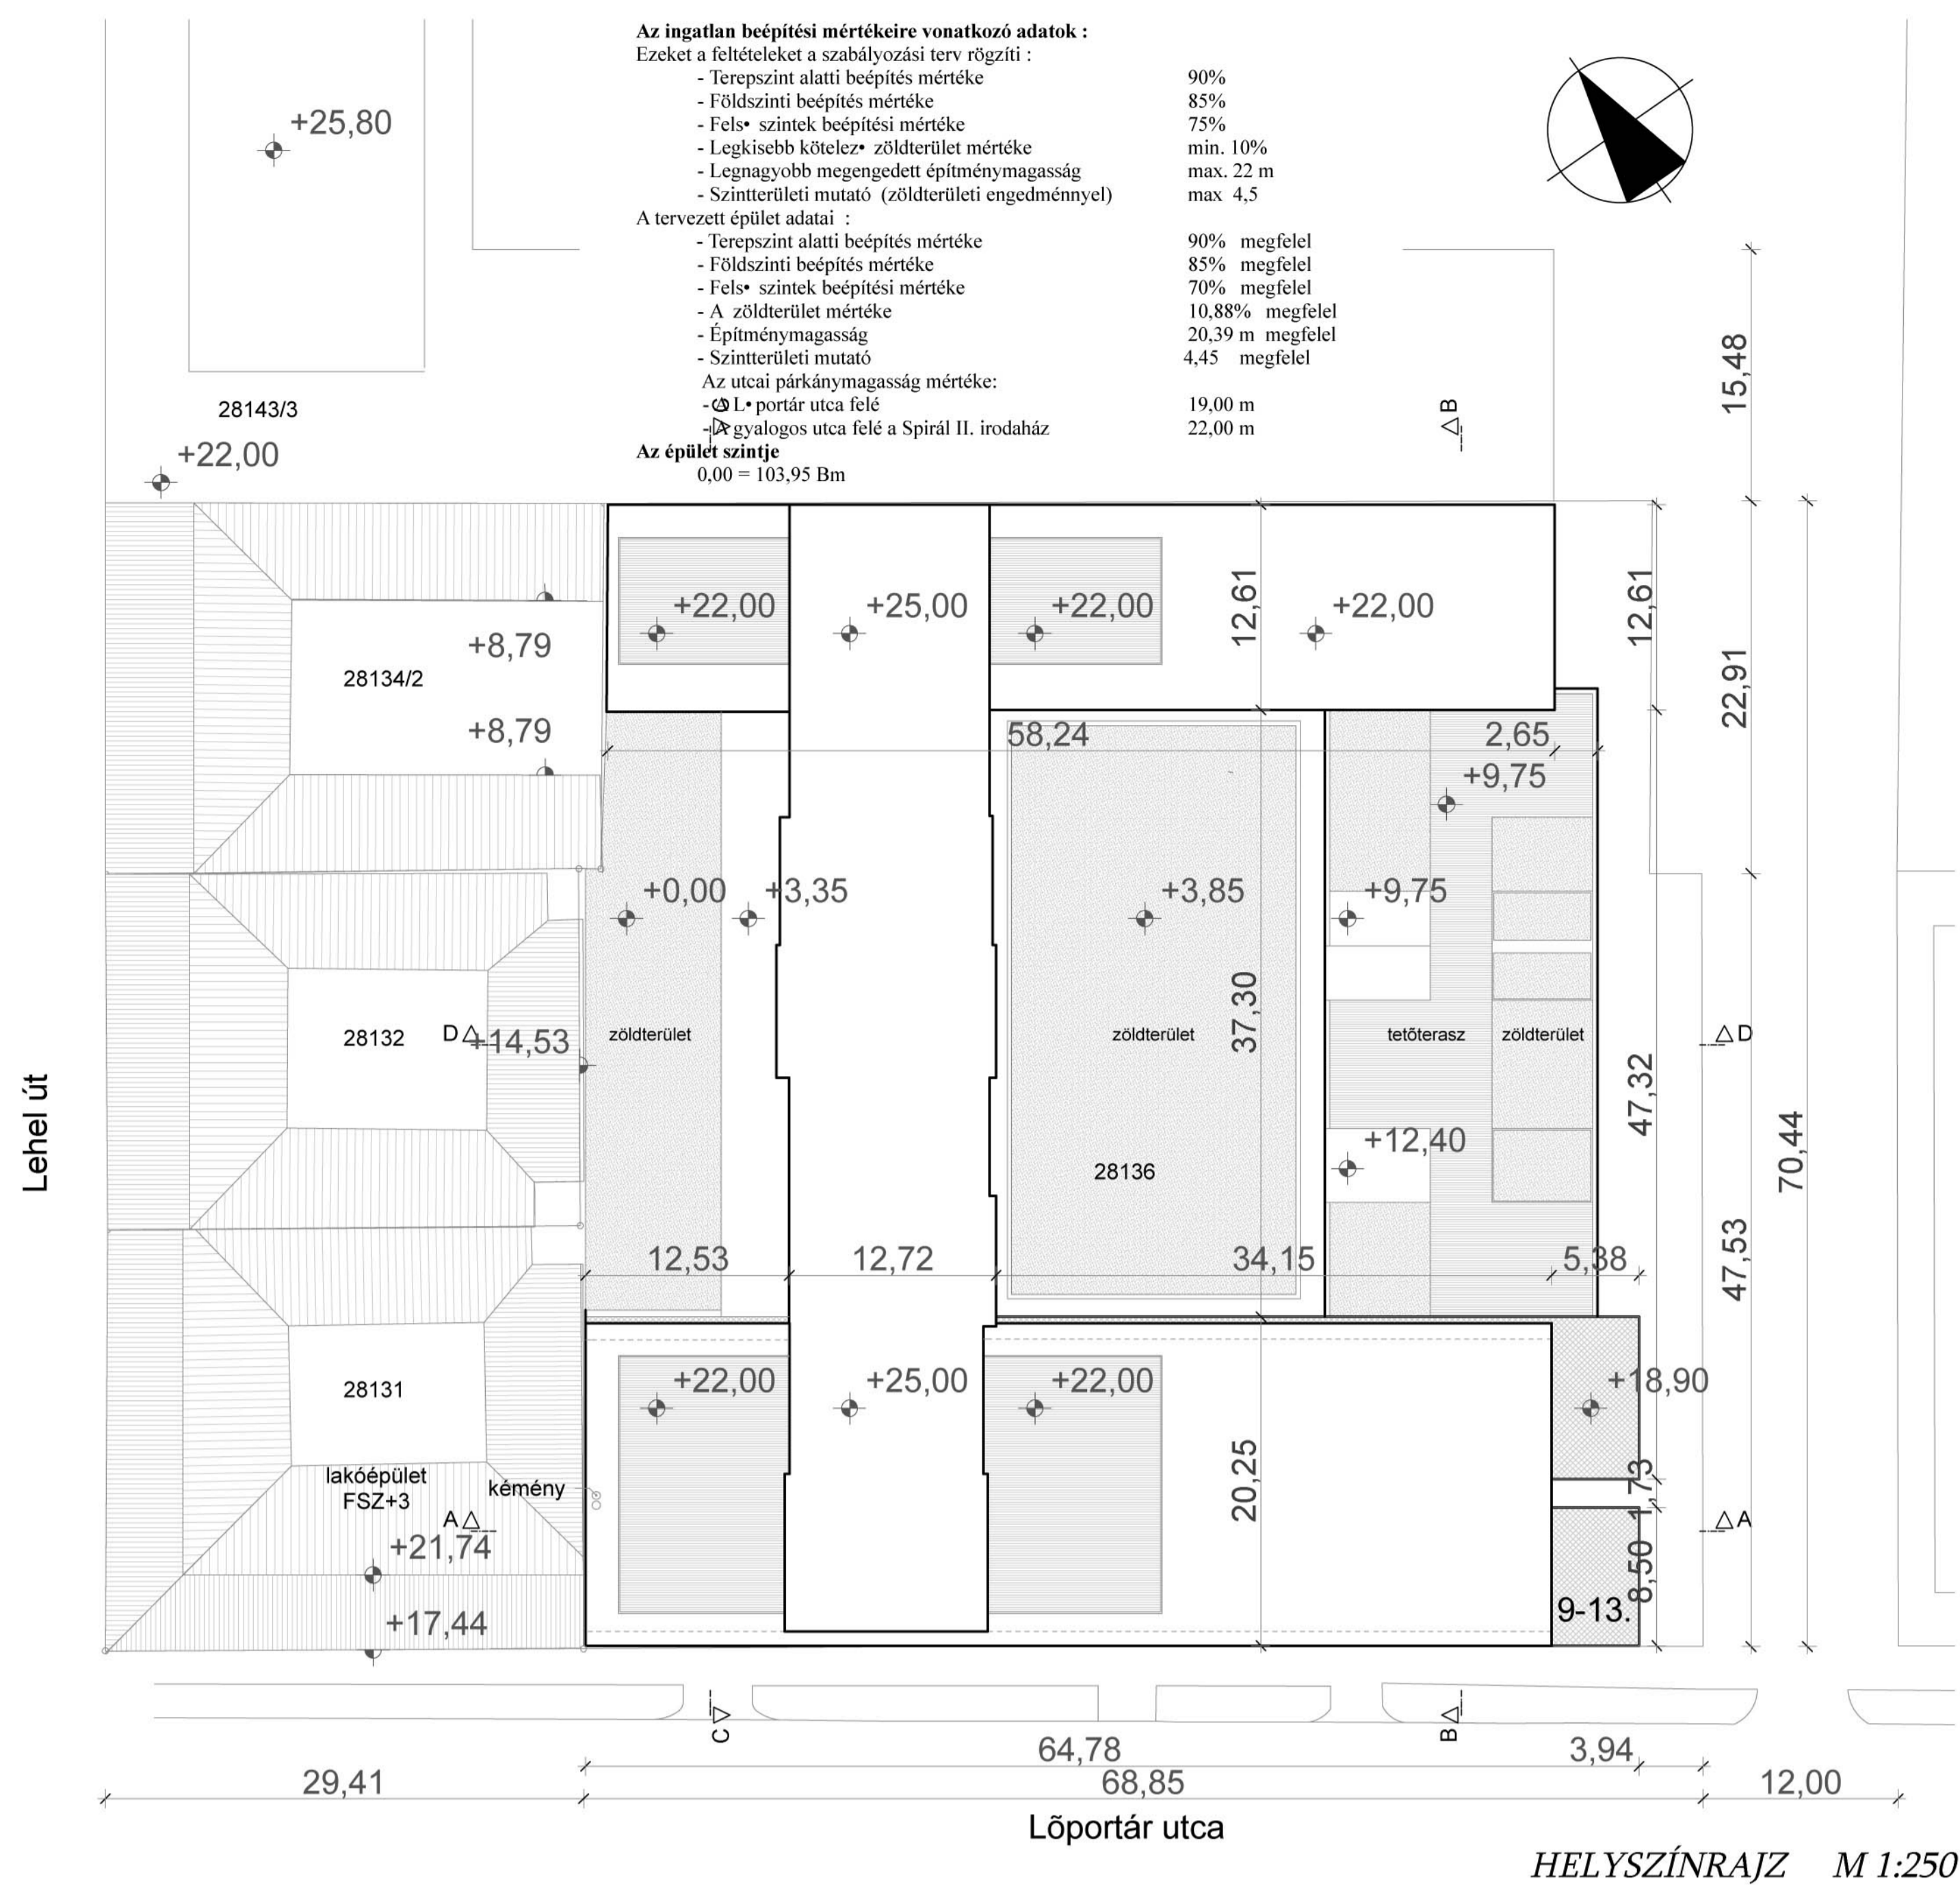 Az ingatlan beépítési mértékeire vonatkozó adatok :
Ezeket a feltételeket a szabályozási terv rögzíti :
- Terepszint alatti beépítés mértéke 90%
- Földszinti beépítés mértéke 85%
- Fels• szintek beépítési mértéke 75%
- Legkisebb kötelez• zöldterület mértéke min. 10%
- Legnagyobb megengedett építménymagasság max. 22 m
- Szintterületi mutató (zöldterületi engedménnyel) max 4,5
A tervezett épület adatai :
- Terepszint alatti beépítés mértéke 90% megfelel
- Földszinti beépítés mértéke 85% megfelel
- Fels• szintek beépítési mértéke 70% megfelel
- A zöldterület mértéke 10,88% megfelel
- Építménymagasság 20,39 m megfelel
- Szintterületi mutató 4,45 megfelel
Az utcai párkánymagasság mértéke:
- A L• portár utca felé 19,00 m
- A gyalogos utca felé a Spirál II. irodaház 22,00 m
Az épület szintje
0,00 = 103,95 Bm
C
B
+25,80
28143/3
+22,00
15,48
+22,00
+25,00
+22,00
+22,00
12,61
12,61
+8,79
28134/2
+8,79
22,91
58,24
2,65
+9,75
+0,00
+3,35
+3,85
+9,75
28132
D
+14,53
zöldterület
zöldterület
37,30
tetõterasz
zöldterület
D
47,32
70,44
Lehel út
+12,40
28136
12,53
12,72
34,15
5,38
47,53
28131
+22,00
+25,00
+22,00
+18,90
lakóépület
FSZ+3
kémény
20,25
1,73
A
A
+21,74
8,50
+17,44
9-13.
C
B
64,78
3,94
29,41
68,85
12,00
Lõportár utca
HELYSZÍNRAJZ M 1:250